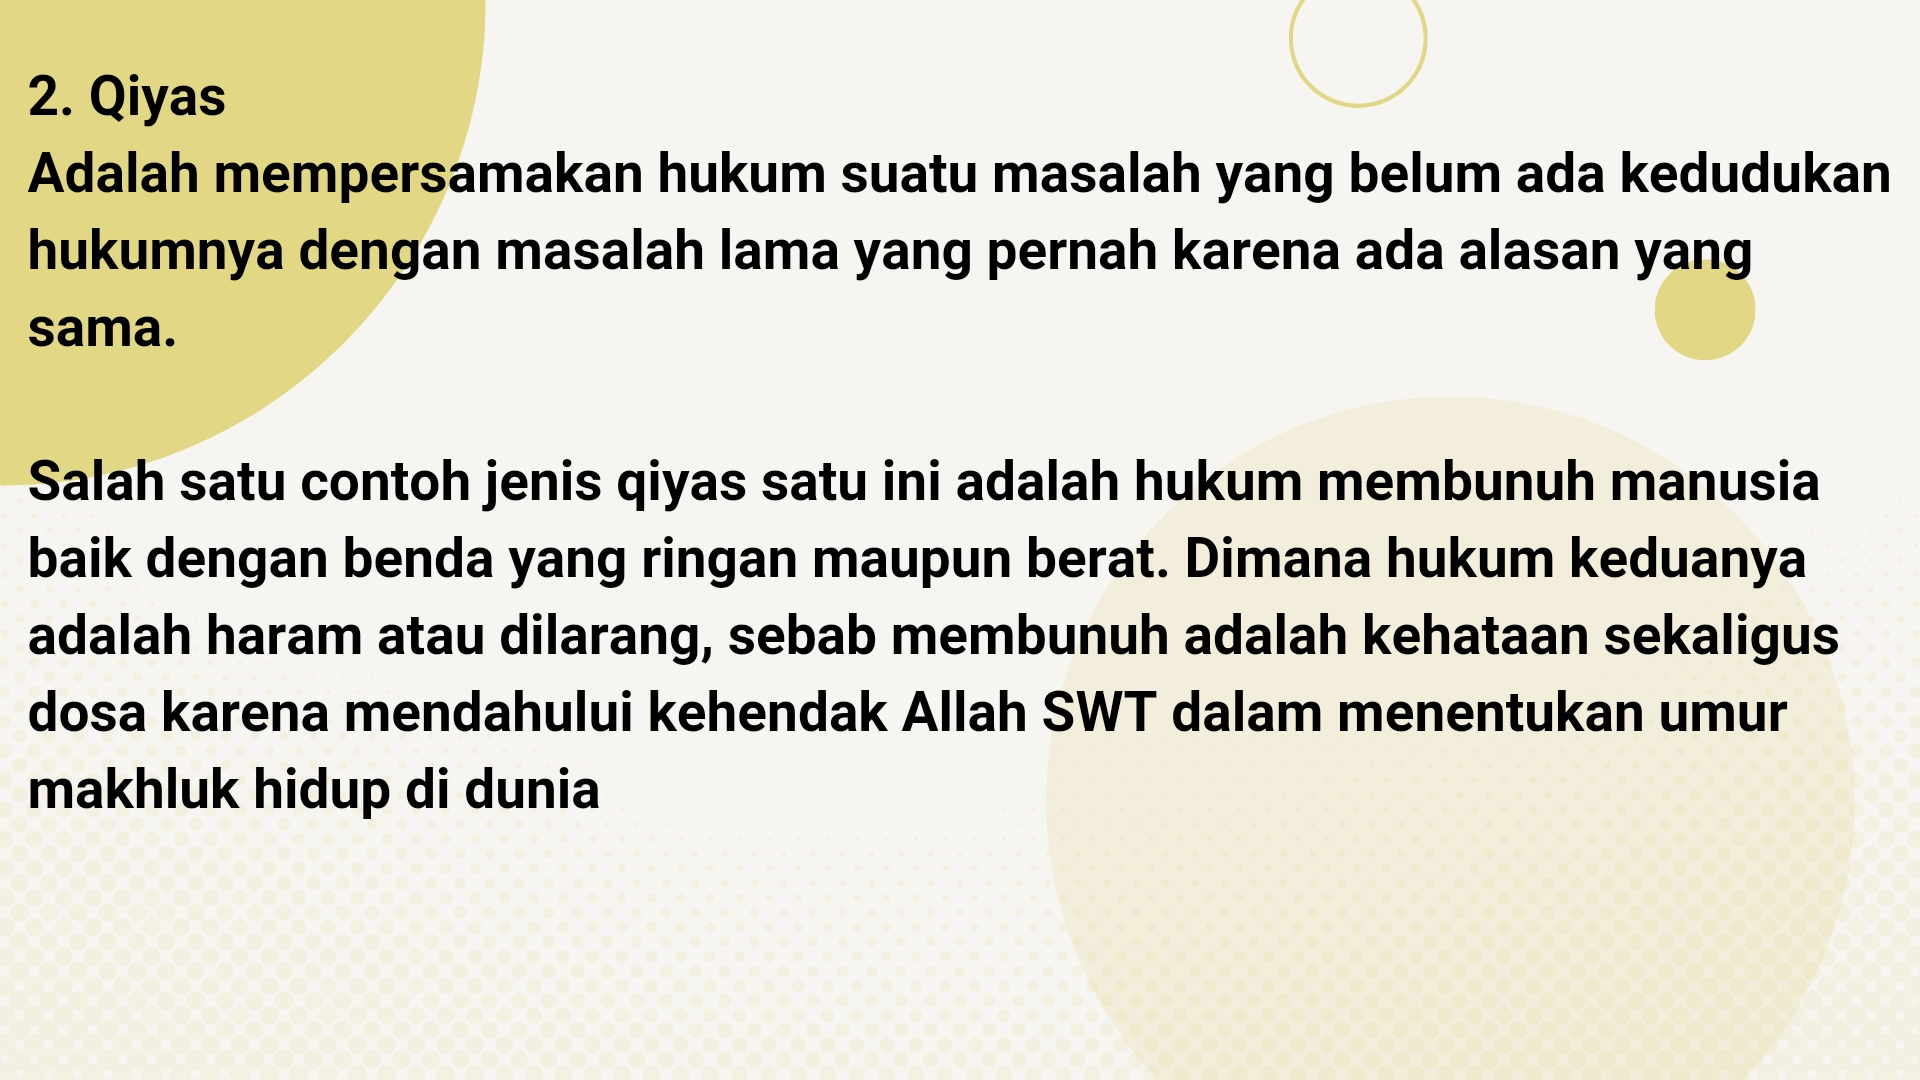 2. Qiyas
Adalah mempersamakan hukum suatu masalah yang belum ada kedudukan
hukumnya dengan masalah lama yang pernah karena ada alasan yang
sama.
Salah satu contoh jenis qiyas satu ini adalah hukum membunuh manusia
baik dengan benda yang ringan maupun berat. Dimana hukum keduanya
adalah haram atau dilarang, sebab membunuh adalah kehataan sekaligus
dosa karena mendahului kehendak Allah SWT dalam menentukan umur
makhluk hidup di dunia